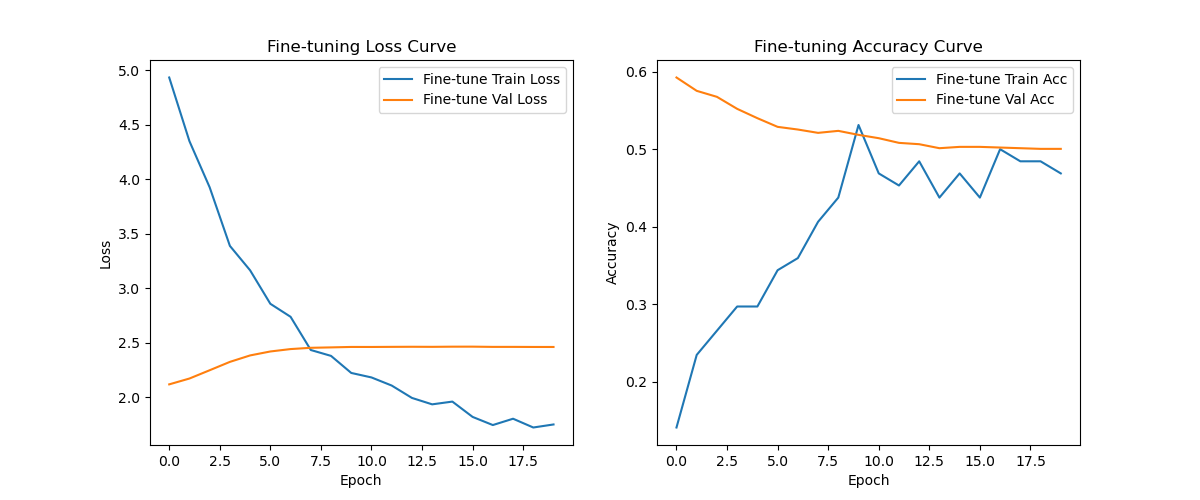 Fine-tuning Loss Curve
5.0
4.5
4.0
3.5
3.0
2.5
2.0
Loss
Fine-tune Train Loss
Fine-tune Val Loss
0.0 2.5 5.0 7.5 10.0 12.5 15.0 17.5
Epoch
Fine-tuning Accuracy Curve
0.6
0.5
0.4
0.3
0.2
Accuracy
Fine-tune Train Acc
Fine-tune Val Acc
0.0 2.5 5.0 7.5 10.0 12.5 15.0 17.5
Epoch